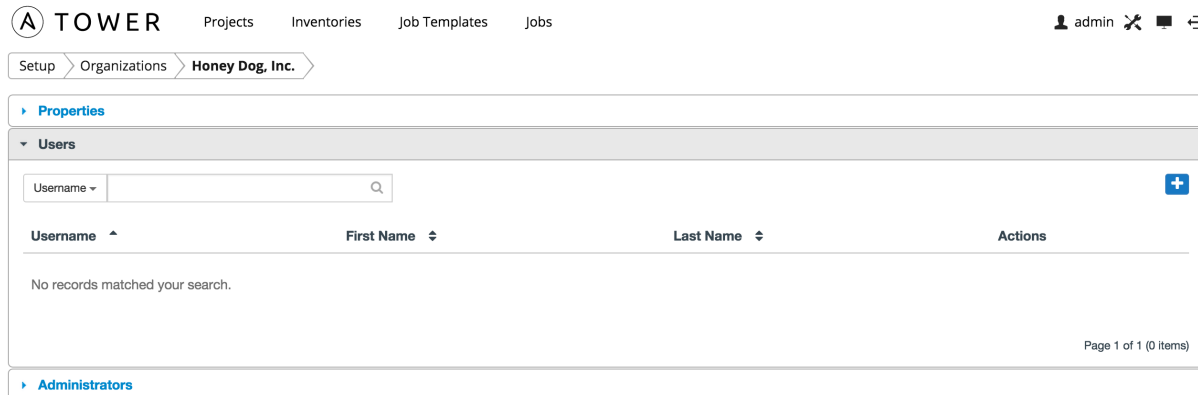 A TOWER Projects Inventories Job Templates Jobs admin
Setup Organizations Honey Dog, Inc.
Properties
Users
Username
Username First Name Last Name Actions
No records matched your search.
Page 1 of 1 (0 items)
Administrators